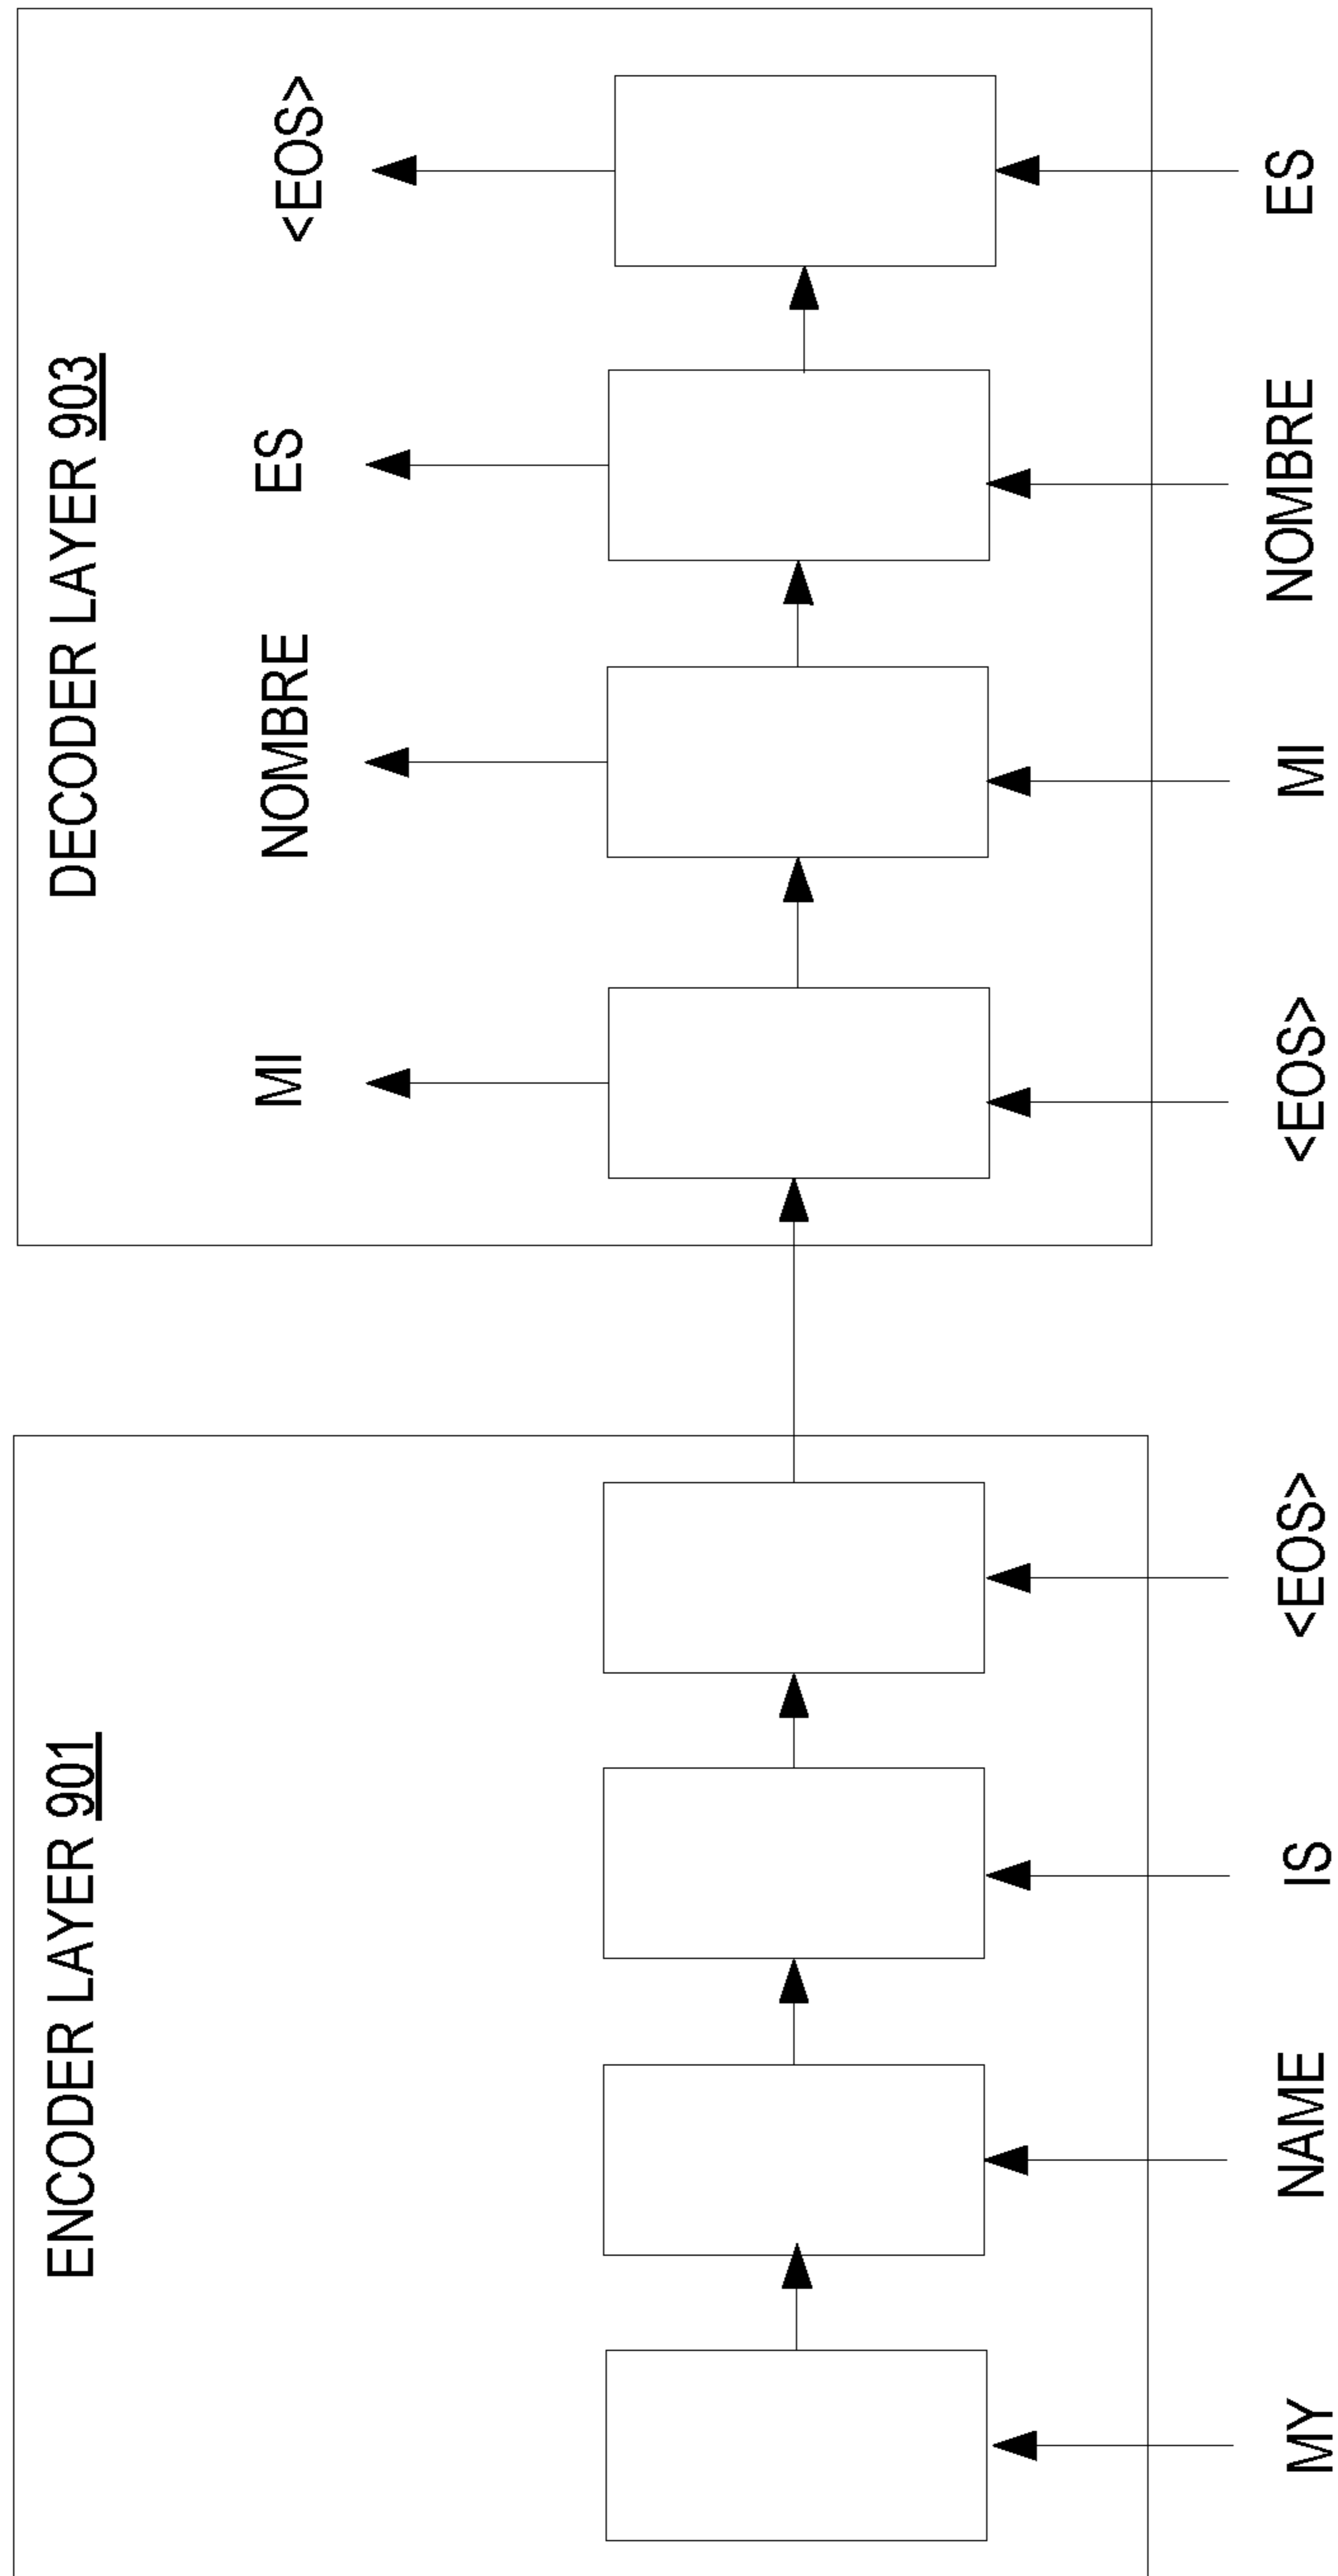 ENCODER LAYER 901
MY
NAME
IS
<EOS>
DECODER LAYER 903
MI
NOMBRE
ES
<EOS>
<EOS>
MI
NOMBRE
ES